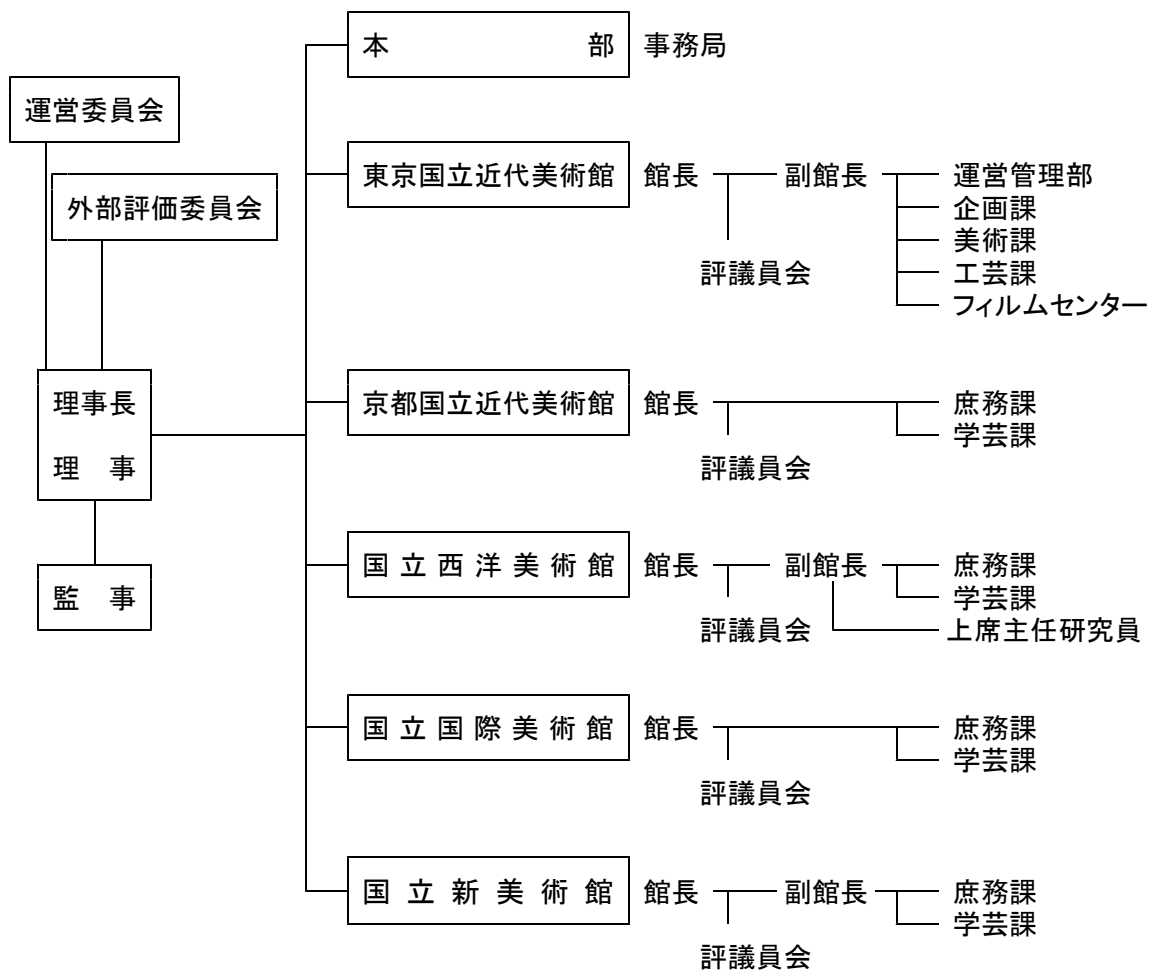 本 部 事務局
運営委員会
外部評価委員会
東京国立近代美術館 館長 副館長 運営管理部
企画課
美術課
評議員会 工芸課
フィルムセンター
理事長
理 事
監 事
京都国立近代美術館 館長 庶務課
学芸課
評議員会
国立西洋美術館 館長 副館長 庶務課
学芸課
評議員会 上席主任研究員
国立国際美術館 館長 庶務課
学芸課
評議員会
国立新美術館 館長 副館長 庶務課
学芸課
評議員会